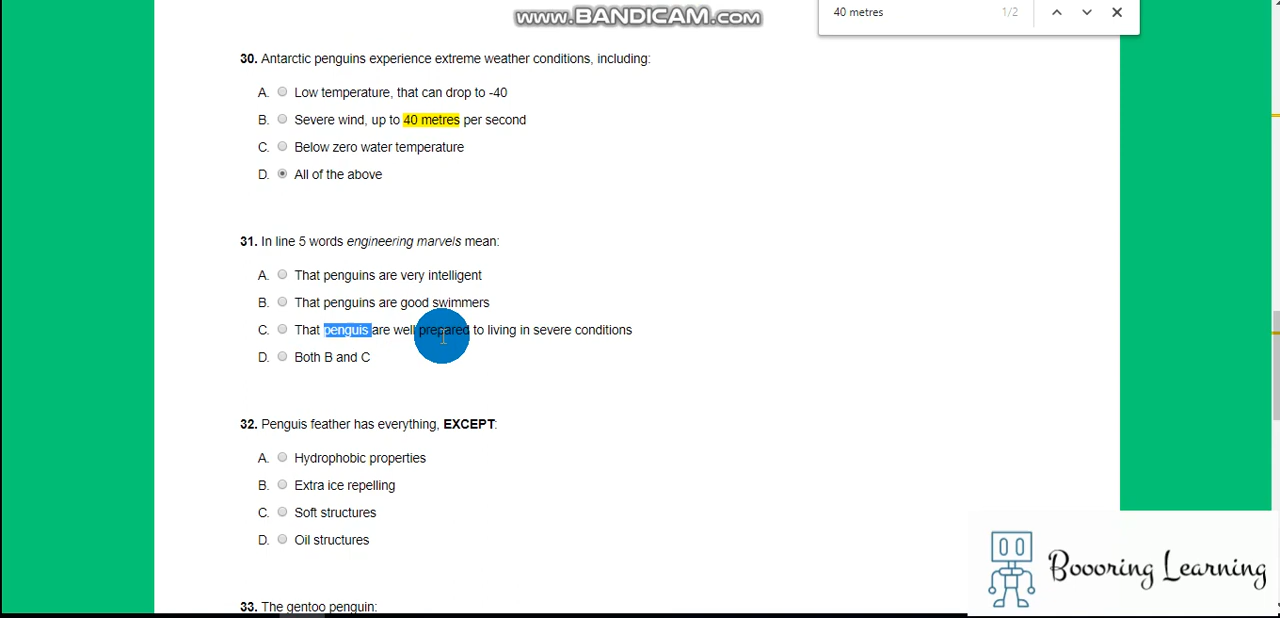 www.BANDICAM.com
40 metres 1/2
30. Antarctic penguins experience extreme weather conditions, including:
A. Low temperature, that can drop to -40
B. Severe wind, up to 40 metres per second
C. Below zero water temperature
D. All of the above
31. In line 5 words engineering marvels mean:
A. That penguins are very intelligent
B. That penguins are good swimmers
C. That penguis are well prepared to living in severe conditions
D. Both B and C
32. Penguis feather has everything, EXCEPT:
A. Hydrophobic properties
B. Extra ice repelling
C. Soft structures
D. Oil structures
Boooring Learning
33. The gentoo penguin: